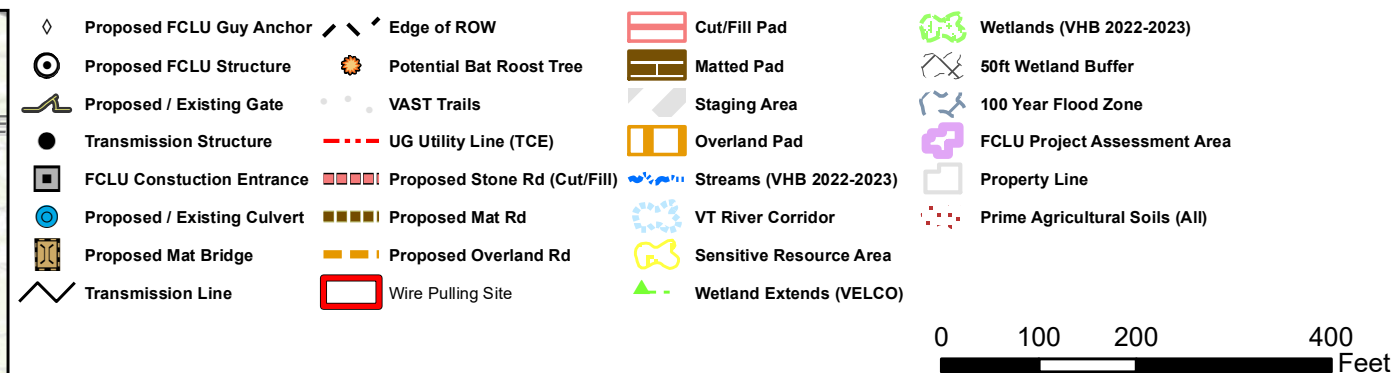 Proposed FCLU Guy Anchor
Proposed FCLU Structure
Proposed / Existing Gate
Transmission Structure
FCLU Constuction Entrance
Proposed / Existing Culvert
Proposed Mat Bridge
Transmission Line
Edge of ROW
Potential Bat Roost Tree
VAST Trails
UG Utility Line (TCE)
Proposed Stone Rd (Cut/Fill)
Proposed Mat Rd
Proposed Overland Rd
Wire Pulling Site
Cut/Fill Pad
Matted Pad
Staging Area
Overland Pad
Streams (VHB 2022-2023)
VT River Corridor
Sensitive Resource Area
Wetland Extends (VELCO)
Wetlands (VHB 2022-2023)
50ft Wetland Buffer
100 Year Flood Zone
FCLU Project Assessment Area
Property Line
Prime Agricultural Soils (All)
0 100 200 400
Feet